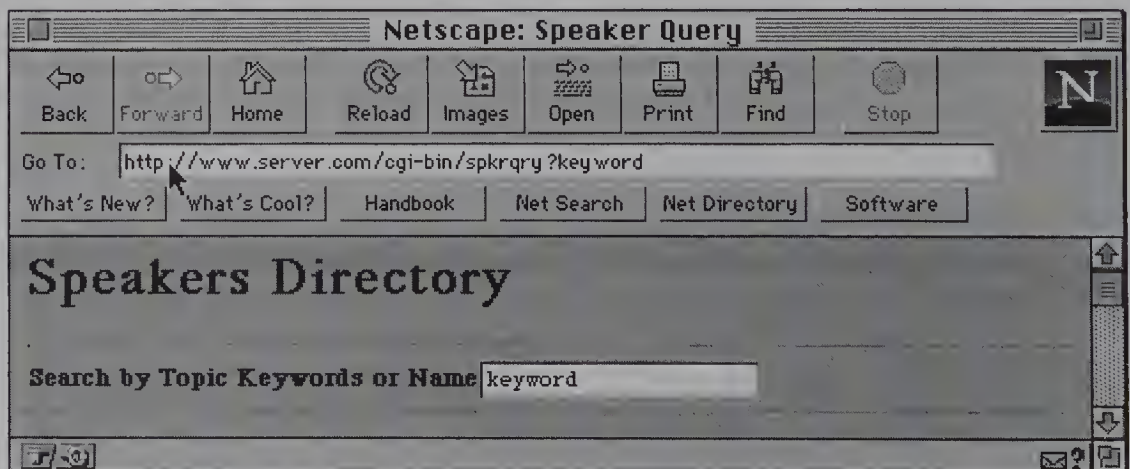 Netscape: Speaker Query
Back Forward Home Reload Images Open Print Find Stop N
Go To: http://www.server.com/cgi-bin/spkrqry?keyword
What's New? What's Cool? Handbook Net Search Net Directory Software
Speakers Directory
Search by Topic Keywords or Name keyword
?